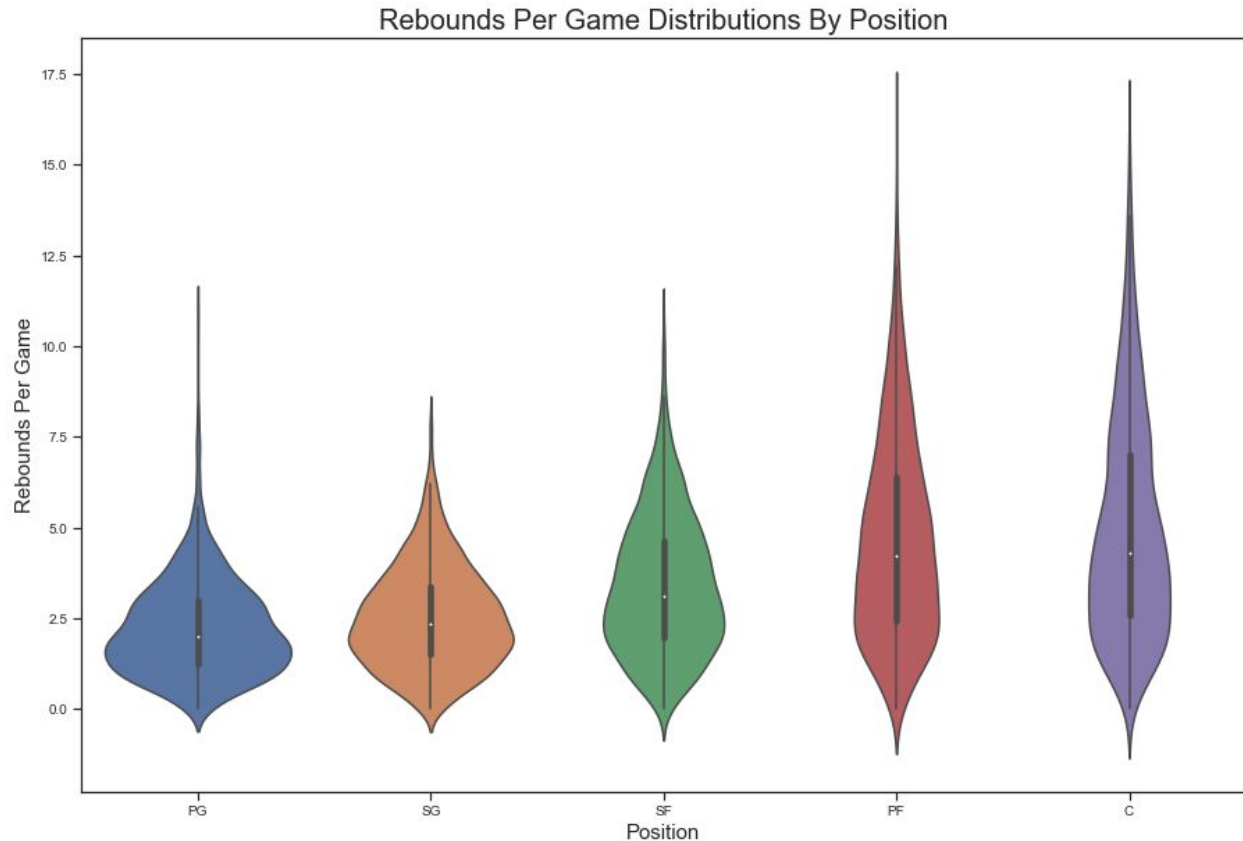 Rebounds Per Game Distributions By Position
Rebounds Per Game
17.5
15.0
12.5
10.0
7.5
5.0
2.5
0.0
PG SG SF PF C
Position